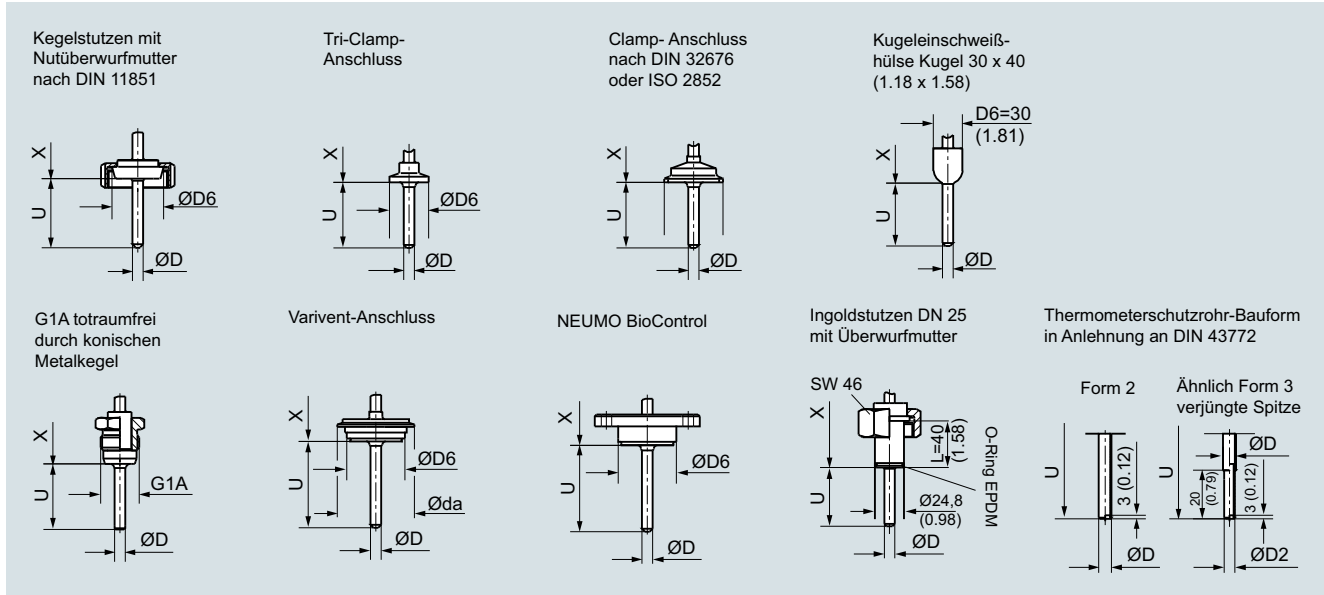 Kegelstutzen mit
Nutüberwurfmutter
nach DIN 11851
X
U
ØD6
ØD
Tri-Clamp-
Anschluss
X
U
ØD6
ØD
Clamp- Anschluss
nach DIN 32676
oder ISO 2852
X
U
ØD
Kugeleinschweiß-
hülse Kugel 30 x 40
(1.18 x 1.58)
D6=30
(1.81)
X
U
ØD
G1A totraumfrei
durch konischen
Metalkegel
X
U
G1A
ØD
Varivent-Anschluss
X
U
ØD6
Øda
ØD
NEUMO BioControl
X
U
ØD6
ØD
Ingoldstutzen DN 25
mit Überwurfmutter
SW 46
X
U
L=40
(1.58)
O-Ring EPDM
Ø24,8
(0.98)
ØD
Thermometerschutzrohr-Bauform
in Anlehnung an DIN 43772
Form 2
U
3 (0.12)
ØD
Ähnlich Form 3
verjüngte Spitze
U
ØD
20
(0.79)
3 (0.12)
ØD2